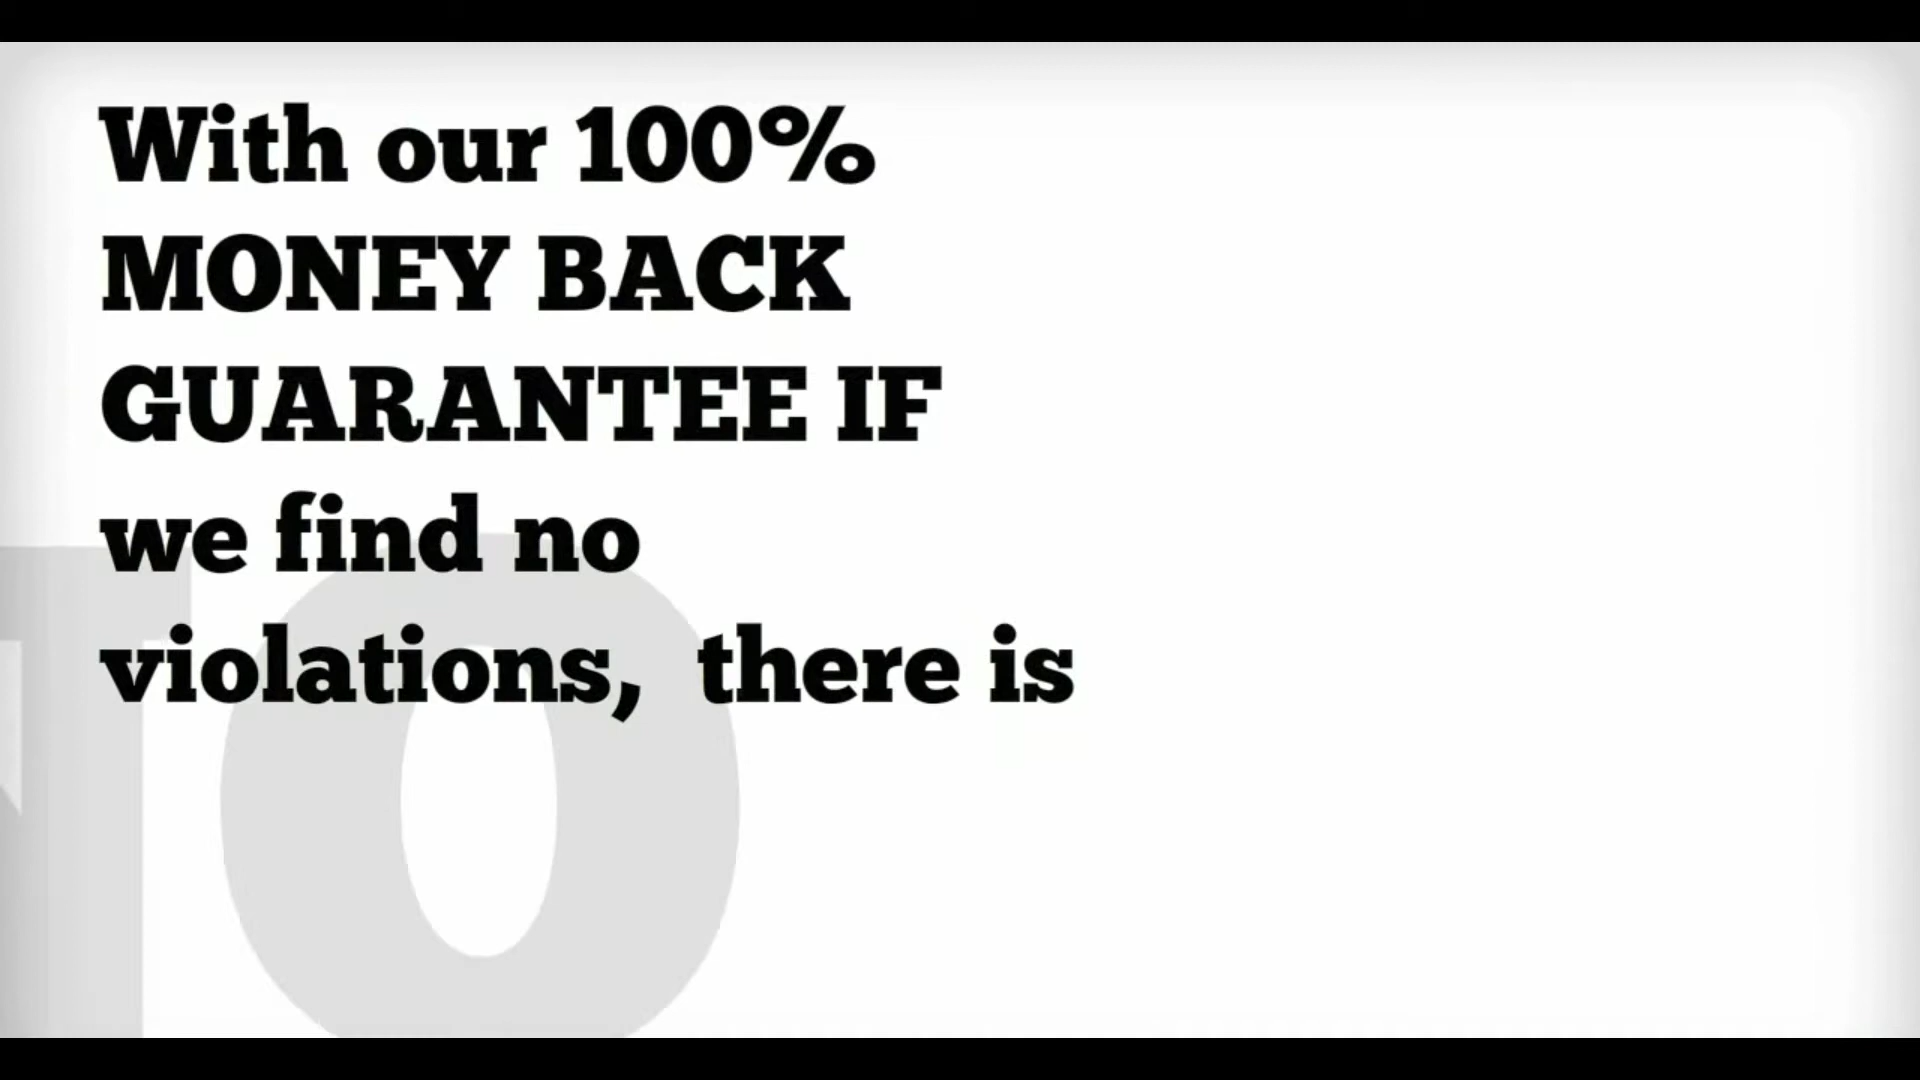 With our 100%
MONEY BACK
GUARANTEE IF
we find no
violations,  there is